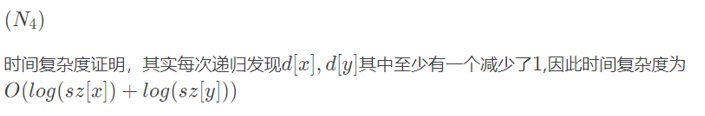 (N₄)
时间复杂度证明，其实每次递归发现d[x],d[y]其中至少有一个减少了1,因此时间复杂度为
O(log(sz[x]) + log(sz[y]))